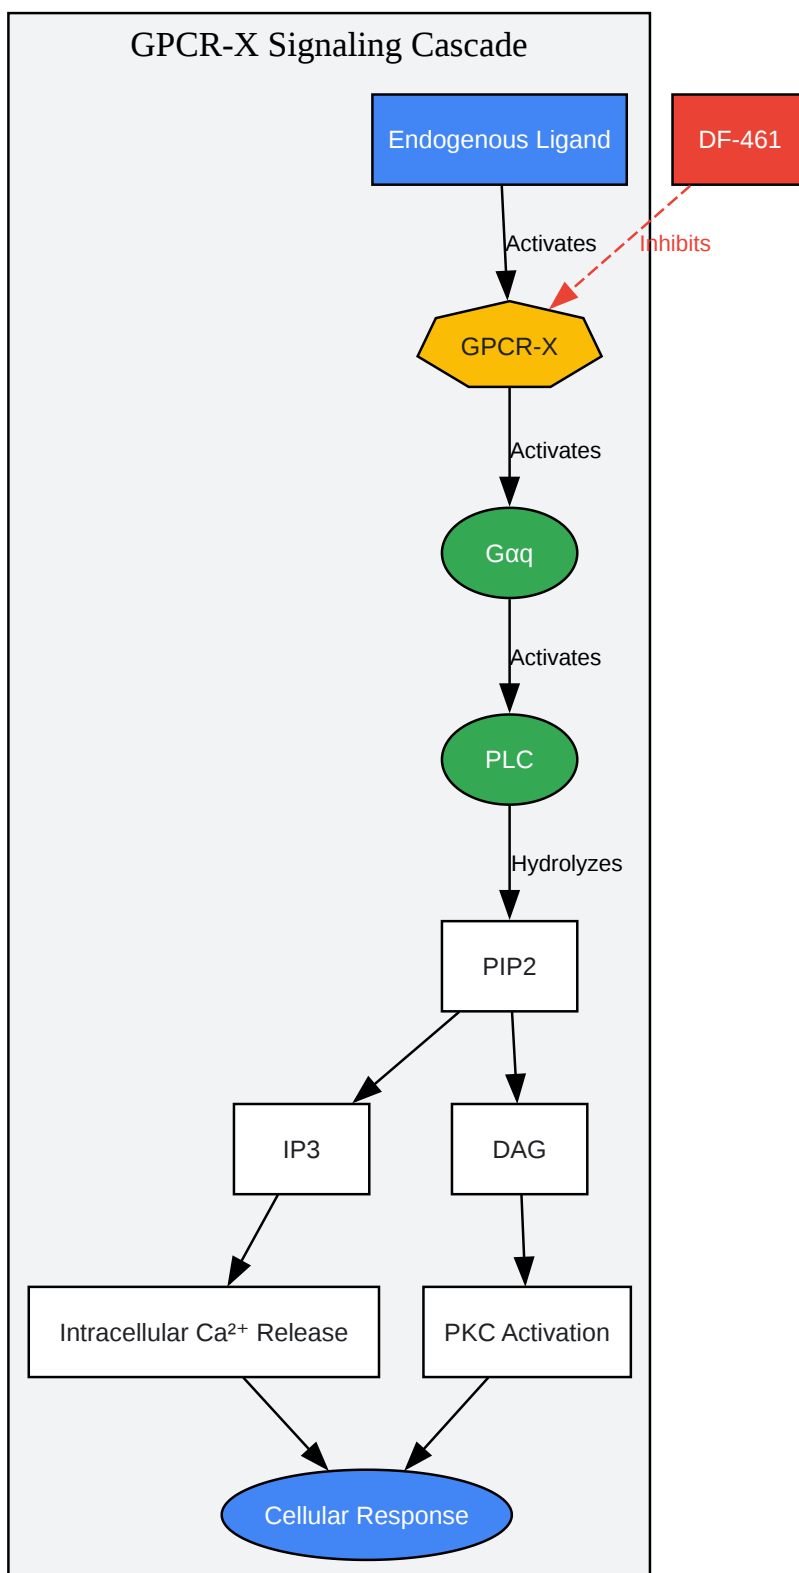 GPCR-X Signaling Cascade
Endogenous Ligand
DF-461
Activates
Inhibits
GPCR-X
Activates
Gαq
Activates
PLC
Hydrolyzes
PIP2
IP3
DAG
Intracellular Ca²⁺ Release
PKC Activation
Cellular Response